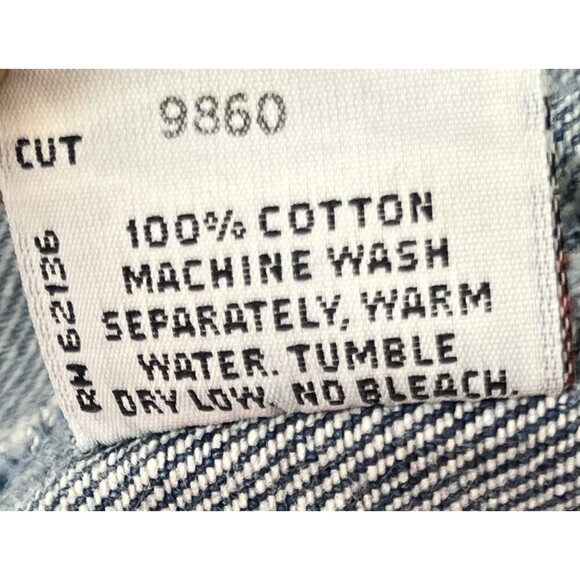 9860
CUT
100% COTTON
MACHINE WASH
SEPARATELY, WARM
WATER. TUMBLE
DRY LOW. NO BLEACH.
RN 62136